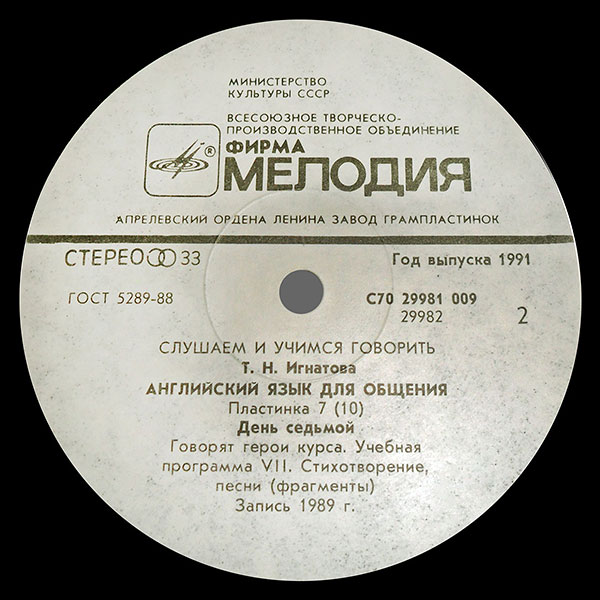 МИНИСТЕРСТВО
КУЛЬТУРЫ СССР
ВСЕСОЮЗНОЕ ТВОРЧЕСКО-
ПРОИЗВОДСТВЕННОЕ ОБЪЕДИНЕНИЕ
® ФИРМА
МЕЛОДИЯ
АПРЕЛЕВСКИЙ ОРДЕНА ЛЕНИНА ЗАВОД ГРАМПЛАСТИНОК
СТЕРЕО 33 Год выпуска 1991
ГОСТ 5289-88 С70 29981 009
29982 2
СЛУШАЕМ И УЧИМСЯ ГОВОРИТЬ
Т. Н. Игнатова
АНГЛИЙСКИЙ ЯЗЫК ДЛЯ ОБЩЕНИЯ
Пластинка 7 (10)
День седьмой
Говорят герои курса. Учебная
программа VII. Стихотворение,
песни (фрагменты)
Запись 1989 г.